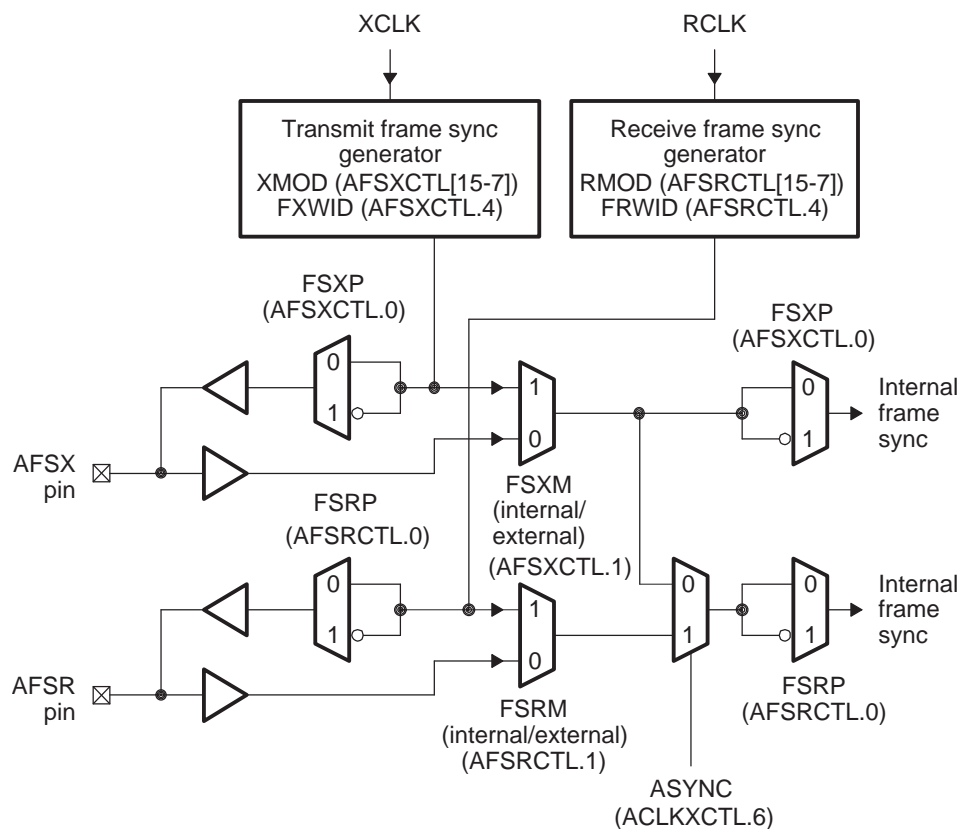 XCLK
RCLK
Transmit frame sync
generator
XMOD (AFSXCTL[15-7])
FXWID (AFSXCTL.4)
Receive frame sync
generator
RMOD (AFSRCTL[15-7])
FRWID (AFSRCTL.4)
FSXP
(AFSXCTL.0)
FSXP
(AFSXCTL.0)
0
1
1
0
0
1
Internal
frame
sync
AFSX
pin
FSXM
(internal/
external)
(AFSXCTL.1)
FSRP
(AFSRCTL.0)
0
1
1
0
0
1
0
1
Internal
frame
sync
AFSR
pin
FSRM
(internal/external)
(AFSRCTL.1)
FSRP
(AFSRCTL.0)
ASYNC
(ACLKXCTL.6)